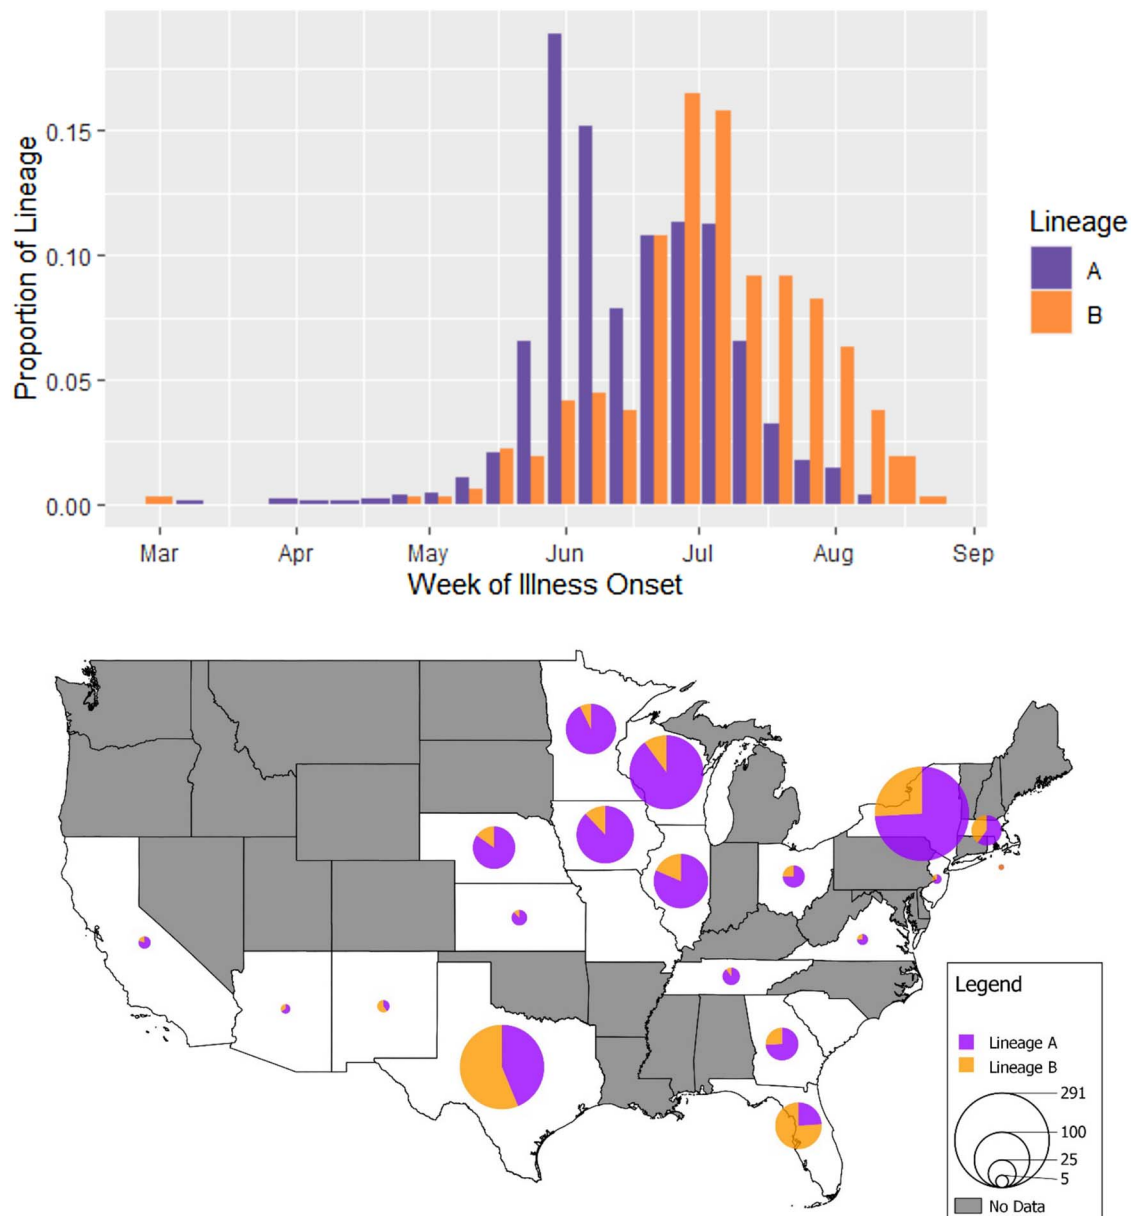 Proportion of Lineage
0.15
0.10
0.05
0.00
Mar Apr May Jun Jul Aug Sep
Week of Illness Onset
Lineage
A
B
Legend
Lineage A
Lineage B
291
100
25
5
No Data